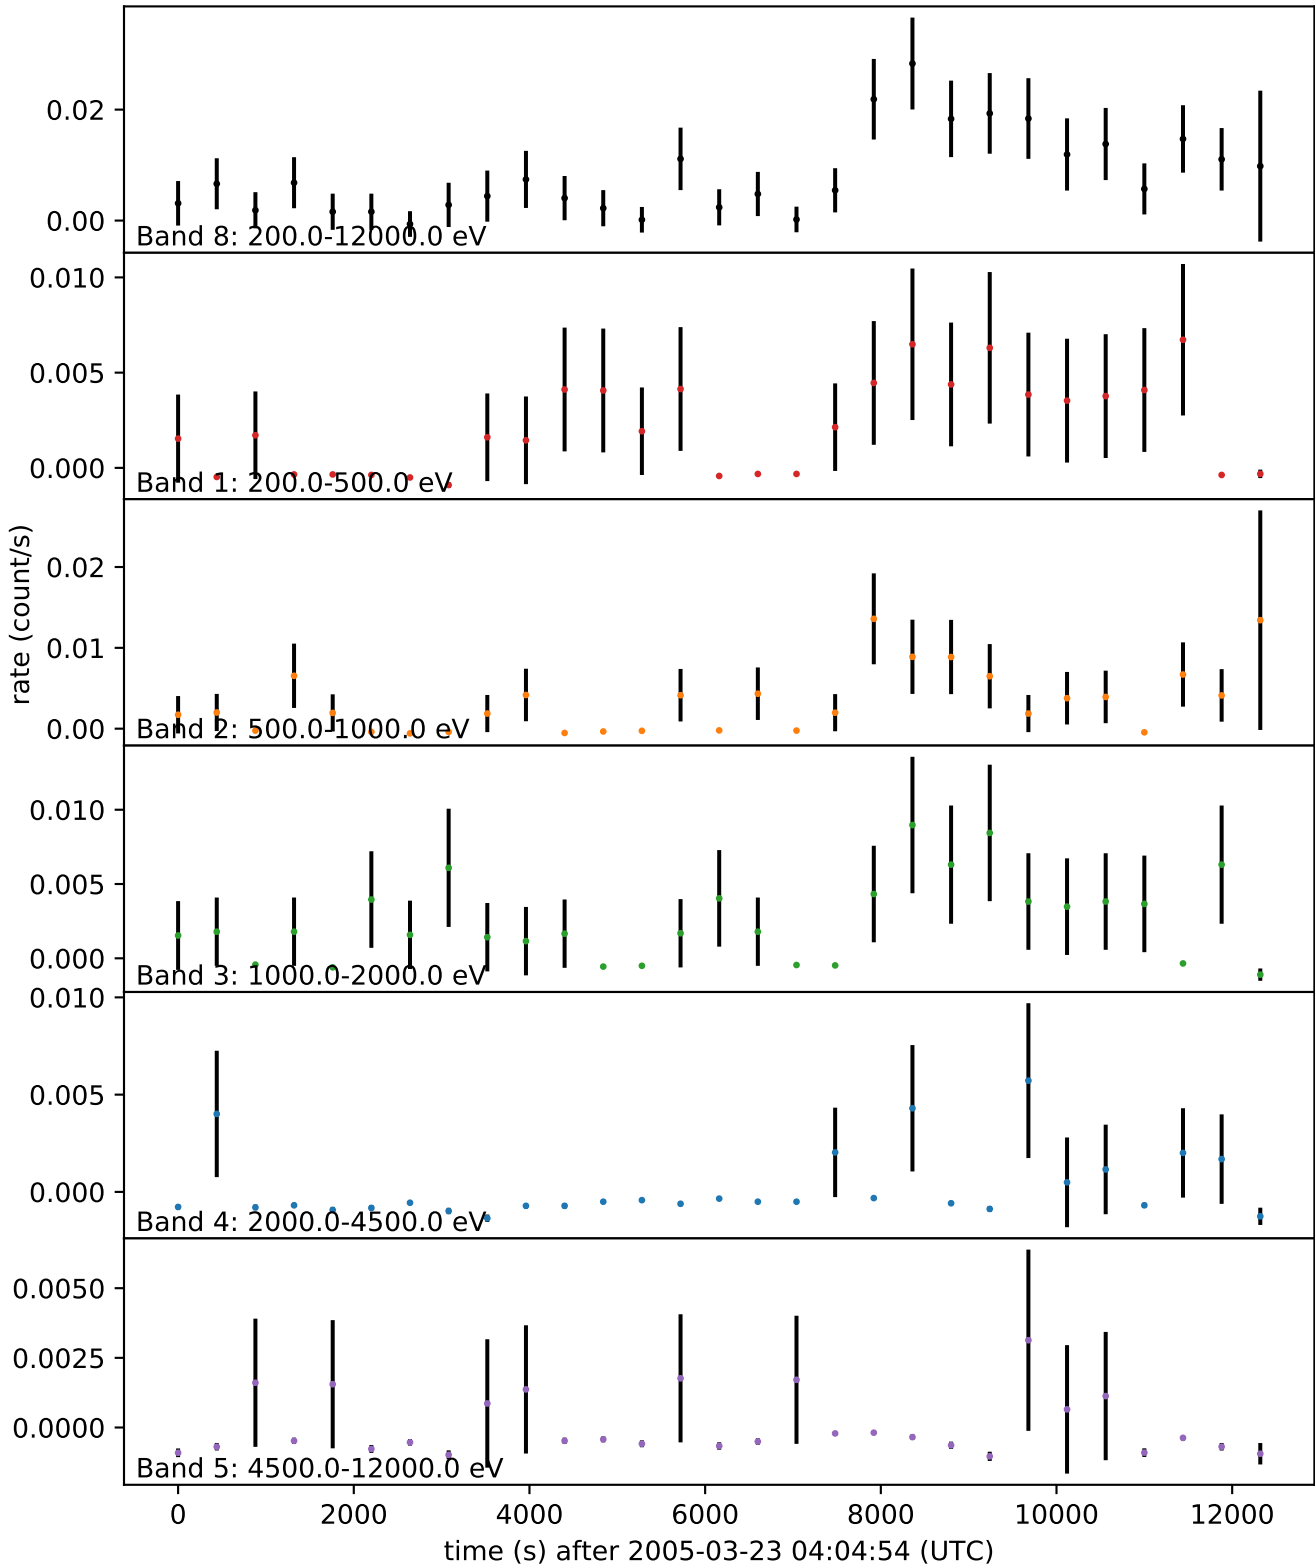 0.02
0.00
Band 8: 200.0-12000.0 eV
0.010
0.005
0.000
Band 1: 200.0-500.0 eV
0.02
0.01
0.00
Band 2: 500.0-1000.0 eV
rate (count/s)
0.010
0.005
0.000
Band 3: 1000.0-2000.0 eV
0.010
0.005
0.000
Band 4: 2000.0-4500.0 eV
0.0050
0.0025
0.0000
Band 5: 4500.0-12000.0 eV
0 2000 4000 6000 8000 10000 12000
time (s) after 2005-03-23 04:04:54 (UTC)